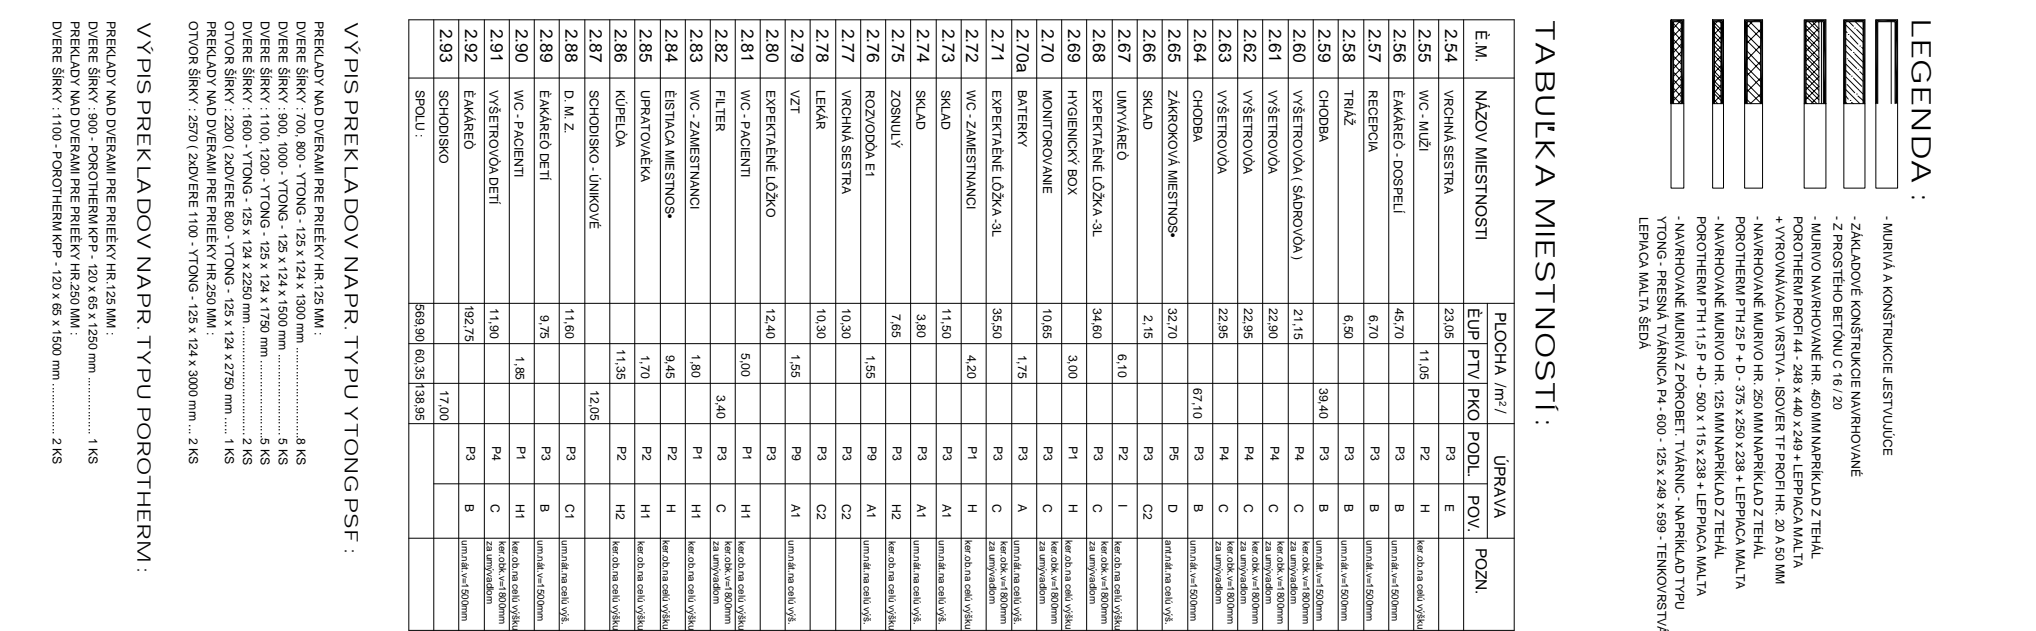 LEGENDA :
- MURIVÁ A KONŠTRUKCIE JESTVUJÚCE
- ZÁKLADOVÉ KONŠTRUKCIE NAVRHOVANÉ
- Z PROSTÉHO BETÓNU C 16 / 20
- MURIVO NAVRHOVANÉ HR. 450 MM NAPRÍKLAD Z TEHÁL
POROTHERM PROFI 44 - 248 x 440 x 249 + LEPPIACA MALTA
+ VYROVNÁVACIA VRSTVA - ISOVER TF PROFI HR. 20 A 50 MM
- NAVRHOVANÉ MURIVO HR. 250 MM NAPRÍKLAD Z TEHÁL
POROTHERM PTH 25 P + D - 375 x 250 x 238 + LEPPIACA MALTA
- NAVRHOVANÉ MURIVO HR. 125 MM NAPRÍKLAD Z TEHÁL
POROTHERM PTH 11,5 P +D - 500 x 115 x 238 + LEPPIACA MALTA
- NAVRHOVANÉ MURIVÁ Z PÓROBET. TVÁRNIC - NAPRÍKLAD TYPU
YTONG - PRESNÁ TVÁRNICA P4 - 600 - 125 x 249 x 599 - TENKOVRSTVÁ
LEPIACA MALTA ŠEDÁ
TABUĽKA MIESTNOSTÍ :
È.M. NÁZOV MIESTNOSTI PLOCHA /m²/ ÚPRAVA POZN.
ÈÚP PTV PKO PODL. POV.
2.54 VRCHNÁ SESTRA 23,05 P3 E
2.55 WC - MUŽI 11,05 P2 H ker.ob.na celú výšku
2.56 ÈAKÁREÒ - DOSPELÍ 45,70 P3 B um.nát.v=1500mm
2.57 RECEPCIA 6,70 P3 B um.nát.v=1500mm
2.58 TRIÁŽ 6,50 P3 B um.nát.v=1500mm
2.59 CHODBA 39,40 P3 B um.nát.v=1500mm
2.60 VYŠETROVÒA ( SÁDROVÒA ) 21,15 P4 C ker.obk.v=1800mm za umývadlom
2.61 VYŠETROVÒA 22,90 P4 C ker.obk.v=1800mm za umývadlom
2.62 VYŠETROVÒA 22,95 P4 C ker.obk.v=1800mm za umývadlom
2.63 VYŠETROVÒA 22,95 P4 C ker.obk.v=1800mm za umývadlom
2.64 CHODBA 67,10 P3 B um.nát.v=1500mm
2.65 ZÁKROKOVÁ MIESTNOS• 32,70 P5 D ant.nát.na celú výš.
2.66 SKLAD 2,15 P3 C2
2.67 UMYVÁREÒ 6,10 P2 I ker.ob.na celú výšku
2.68 EXPEKTAÈNÉ LÔŽKA -3L 34,60 P3 C ker.obk.v=1800mm za umývadlom
2.69 HYGIENICKÝ BOX 3,00 P1 H ker.ob.na celú výšku
2.70 MONITOROVANIE 10,65 P3 C ker.obk.v=1800mm za umývadlom
2.70a BATERKY 1,75 P3 A um.nát.na celú výš.
2.71 EXPEKTAÈNÉ LÔŽKA -3L 35,50 P3 C ker.obk.v=1800mm za umývadlom
2.72 WC - ZAMESTNANCI 4,20 P1 H ker.ob.na celú výšku
2.73 SKLAD 11,50 P3 A1 um.nát.na celú výš.
2.74 SKLAD 3,80 P3 A1 um.nát.na celú výš.
2.75 ZOSNULÝ 7,65 P3 H2 ker.ob.na celú výšku
2.76 ROZVODÒA E1 1,55 P9 A1 um.nát.na celú výš.
2.77 VRCHNÁ SESTRA 10,30 P3 C2
2.78 LEKÁR 10,30 P3 C2
2.79 VZT 1,55 P9 A1 um.nát.na celú výš.
2.80 EXPEKTAÈNÉ LÔŽKO 12,40 P3
2.81 WC - PACIENTI 5,00 P1 H1 ker.ob.na celú výšku
2.82 FILTER 3,40 P3 C ker.obk.v=1800mm za umývadlom
2.83 WC - ZAMESTNANCI 1,80 P1 H1 ker.ob.na celú výšku
2.84 ÈISTIACA MIESTNOS• 9,45 P2 H ker.ob.na celú výšku
2.85 UPRATOVAÈKA 1,70 P2 H1 ker.ob.na celú výšku
2.86 KÚPELÒA 11,35 P2 H2 ker.ob.na celú výšku
2.87 SCHODISKO - ÚNIKOVÉ 12,05
2.88 D. M. Z. 11,60 P3 C1 um.nát.na celú výš.
2.89 ÈAKÁREÒ DETÍ 9,75 P3 B um.nát.v=1500mm
2.90 WC - PACIENTI 1,85 P1 H1 ker.ob.na celú výšku
2.91 VYŠETROVÒA DETÍ 11,90 P4 C ker.obk.v=1800mm za umývadlom
2.92 ÈAKÁREÒ 192,75 P3 B um.nát.v=1500mm
2.93 SCHODISKO 17,00
SPOLU : 569,90 60,35 138,95
VÝPIS PREKLADOV NAPR. TYPU YTONG PSF :
PREKLADY NAD DVERAMI PRE PRIEÈKY HR.125 MM :
DVERE ŠÍRKY : 700, 800 - YTONG - 125 x 124 x 1300 mm ............. 8 KS
DVERE ŠÍRKY : 900, 1000 - YTONG - 125 x 124 x 1500 mm ............. 5 KS
DVERE ŠÍRKY : 1100, 1200 - YTONG - 125 x 124 x 1750 mm ............. 5 KS
DVERE ŠÍRKY : 1600 - YTONG - 125 x 124 x 2250 mm ............. 2 KS
OTVOR ŠÍRKY : 2200 ( 2xDVERE 800 - YTONG - 125 x 124 x 2750 mm ..... 1 KS
PREKLADY NAD DVERAMI PRE PRIEÈKY HR.250 MM :
OTVOR ŠÍRKY : 2570 ( 2xDVERE 1100 - YTONG - 125 x 124 x 3000 mm ... 2 KS
VÝPIS PREKLADOV NAPR. TYPU POROTHERM :
PREKLADY NAD DVERAMI PRE PRIEÈKY HR.125 MM :
DVERE ŠÍRKY : 900 - POROTHERM KPP - 120 x 65 x 1250 mm ............. 1 KS
PREKLADY NAD DVERAMI PRE PRIEÈKY HR.250 MM :
DVERE ŠÍRKY : 1100 - POROTHERM KPP - 120 x 65 x 1500 mm ............. 2 KS